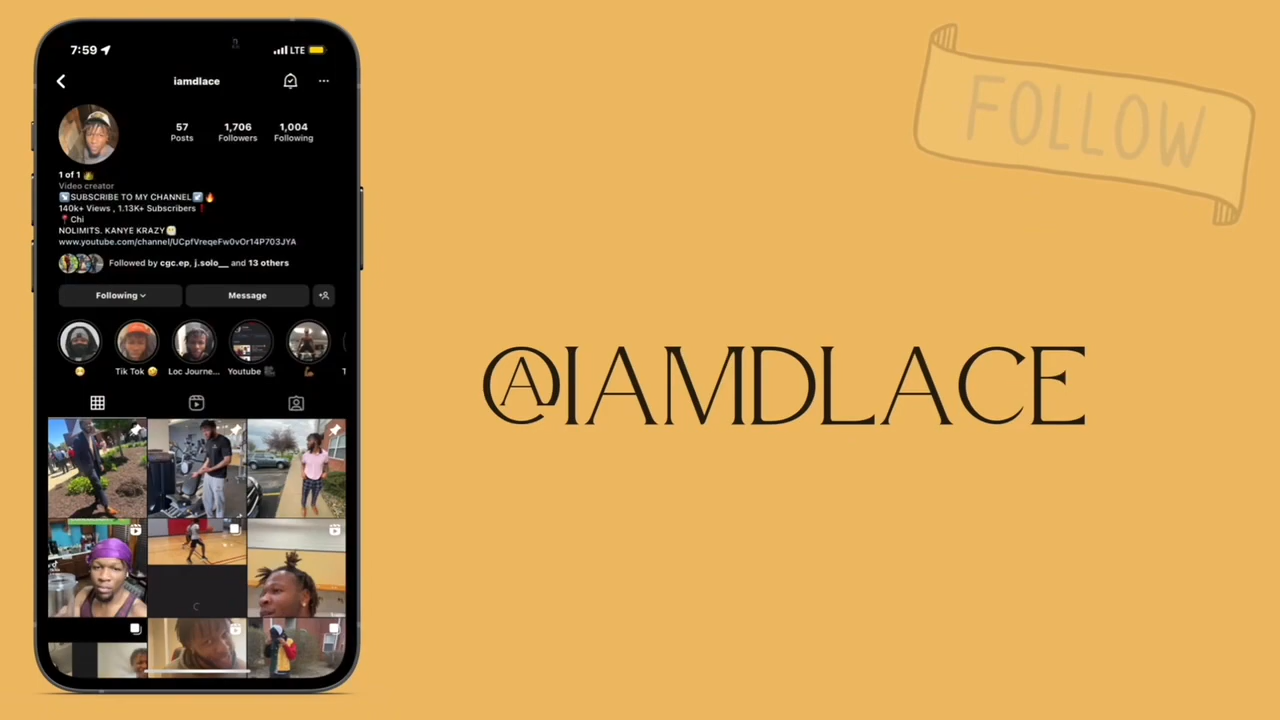 7:59
LTE
iamdlace
57
1,706
1,004
Posts
Followers
Following
1 of 1
Video creator
SUBSCRIBE TO MY CHANNEL
140k+ Views , 1.13K+ Subscribers
Chi
NOLIMITS. KANYE KRAZY
www.youtube.com/channel/UCpfVreqeFw0vOr14P703JYA
Followed by cgc.ep, j.solo__ and 13 others
Following
Message
Tik Tok
Loc Journe...
Youtube
FOLLOW
@IAMDLACE